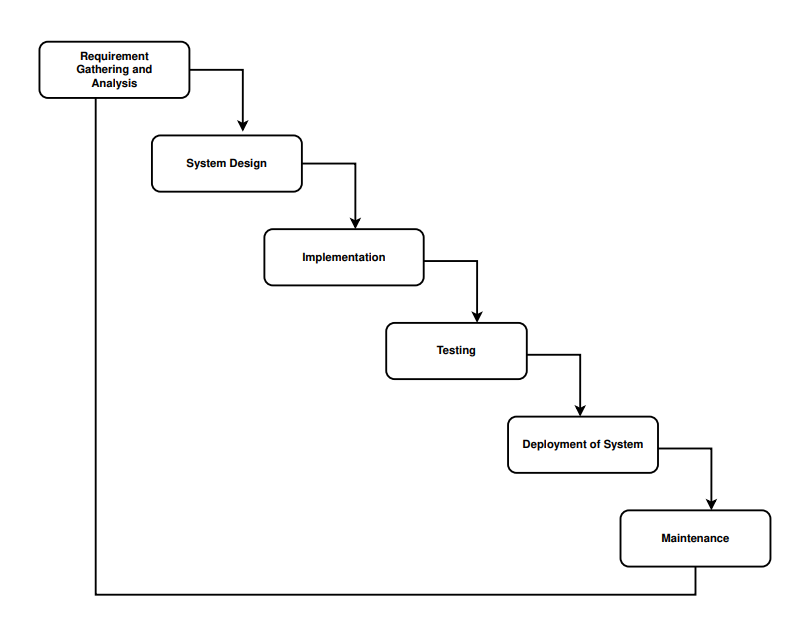 Requirement
Gathering and
Analysis
System Design
Implementation
Testing
Deployment of System
Maintenance